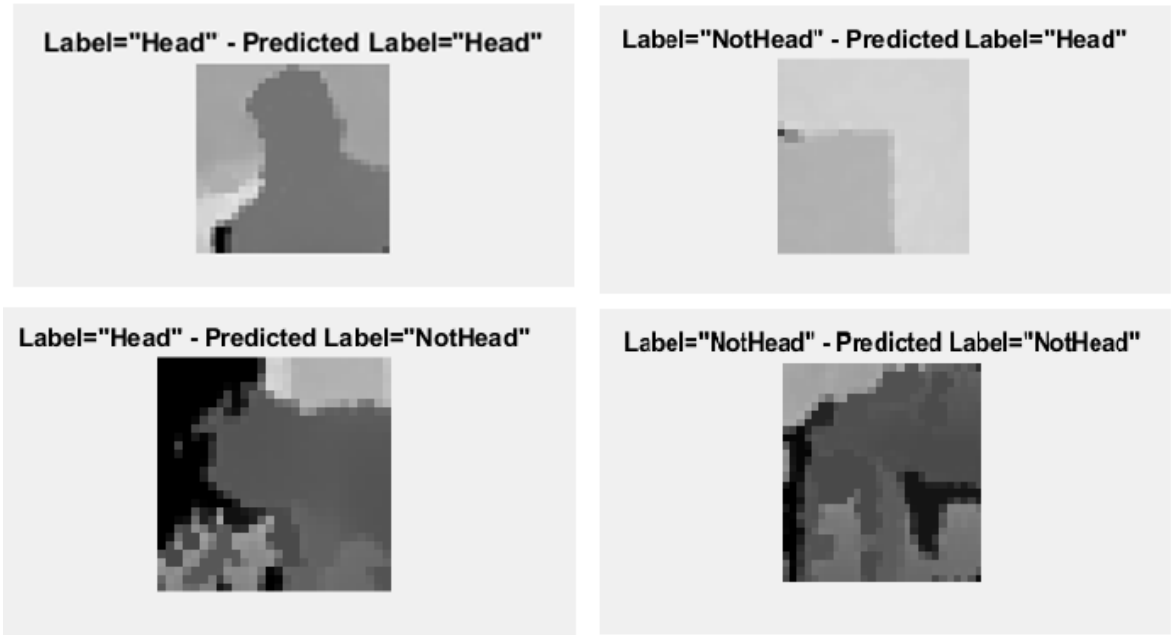 Label="Head" - Predicted Label="Head"
Label="NotHead" - Predicted Label="Head"
Label="Head" - Predicted Label="NotHead"
Label="NotHead" - Predicted Label="NotHead"